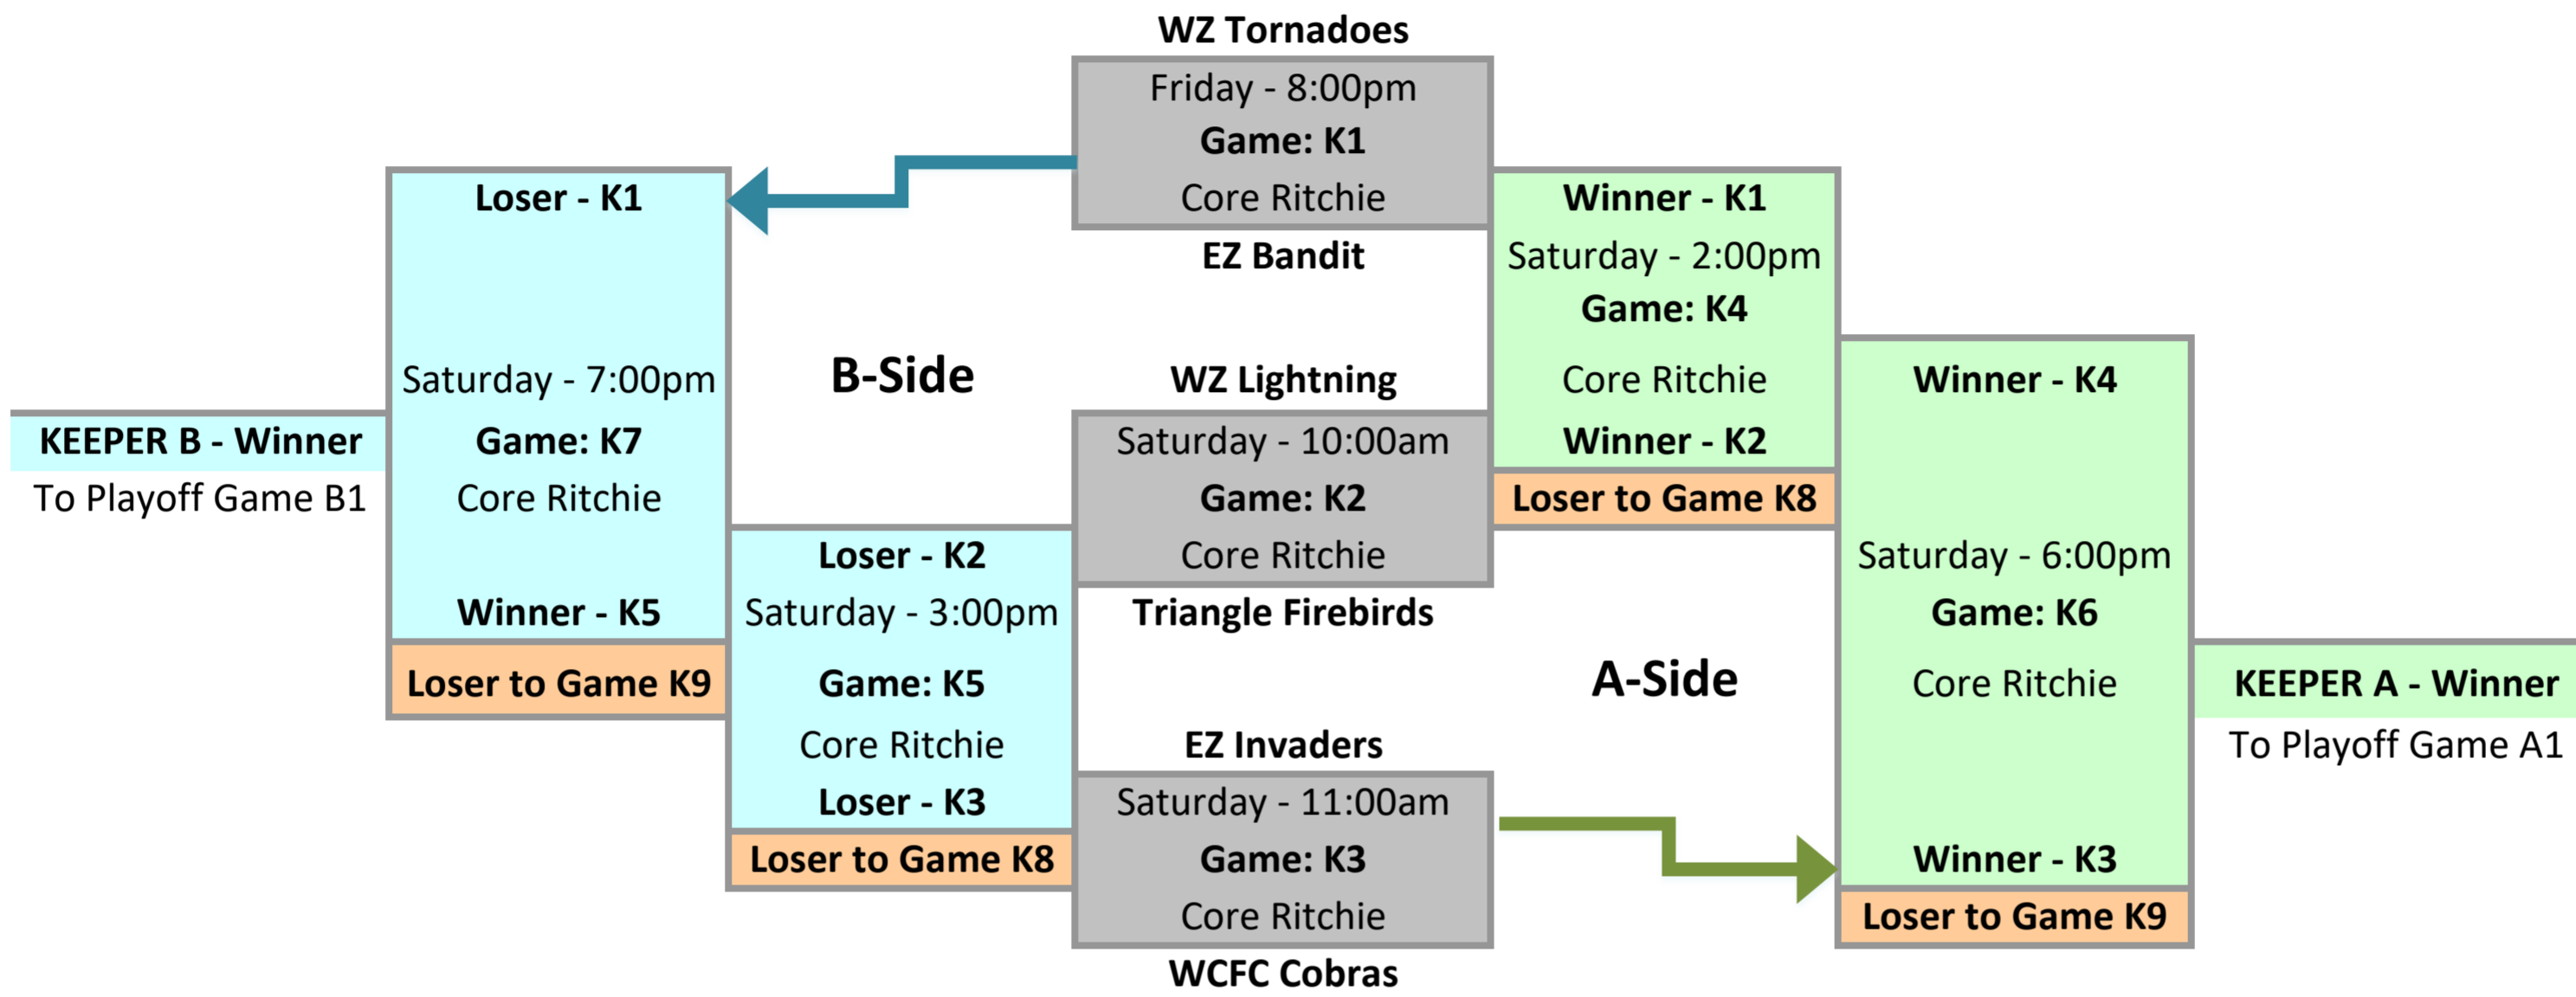 WZ Tornadoes
Friday - 8:00pm
Game: K1
Core Ritchie
EZ Bandit
Loser - K1
Saturday - 7:00pm
Game: K7
Core Ritchie
Winner - K5
Loser to Game K9
KEEPER B - Winner
To Playoff Game B1
B-Side
Loser - K2
Saturday - 3:00pm
Game: K5
Core Ritchie
Loser - K3
Loser to Game K8
WZ Lightning
Saturday - 10:00am
Game: K2
Core Ritchie
Triangle Firebirds
EZ Invaders
Saturday - 11:00am
Game: K3
Core Ritchie
WCFC Cobras
Winner - K1
Saturday - 2:00pm
Game: K4
Core Ritchie
Winner - K2
Loser to Game K8
A-Side
Winner - K4
Saturday - 6:00pm
Game: K6
Core Ritchie
Winner - K3
Loser to Game K9
KEEPER A - Winner
To Playoff Game A1